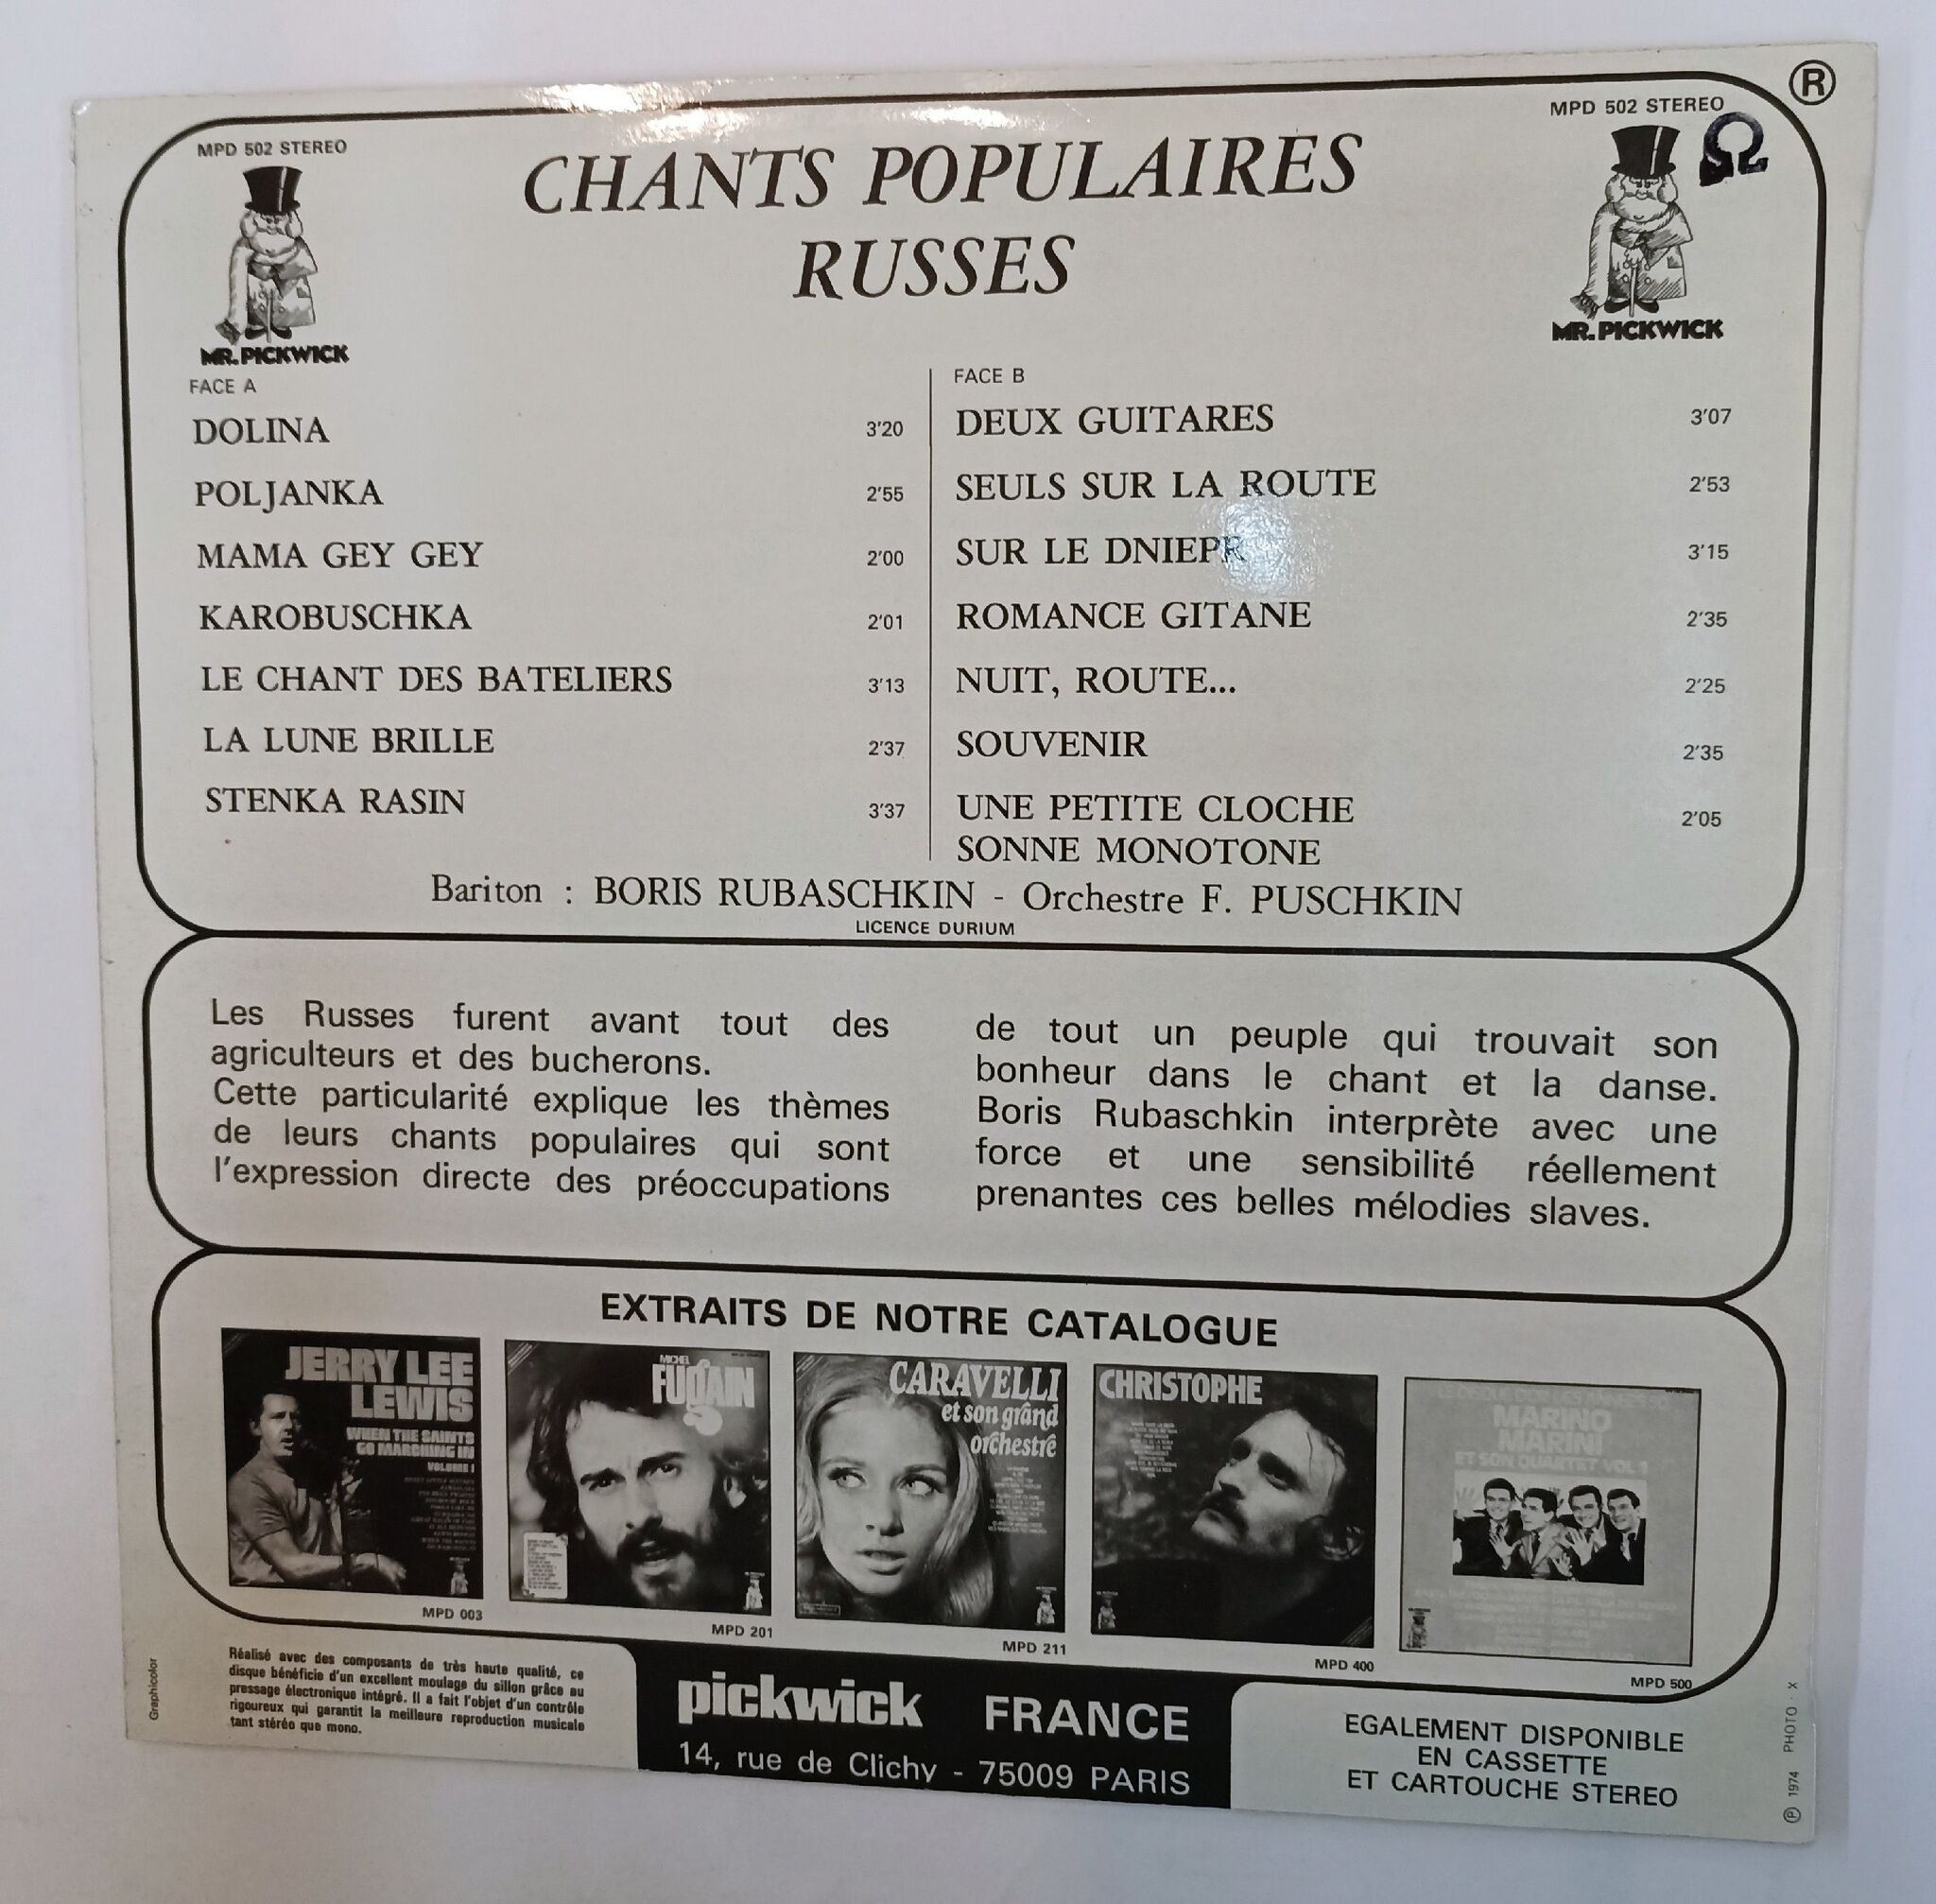 MPD 502 STEREO
MPD 502 STEREO
®
Ω
CHANTS POPULAIRES
RUSSES
MR. PICKWICK
MR. PICKWICK
FACE A
DOLINA 3'20
POLJANKA 2'55
MAMA GEY GEY 2'00
KAROBUSCHKA 2'01
LE CHANT DES BATELIERS 3'13
LA LUNE BRILLE 2'37
STENKA RASIN 3'37
FACE B
DEUX GUITARES 3'07
SEULS SUR LA ROUTE 2'53
SUR LE DNIEPR 3'15
ROMANCE GITANE 2'35
NUIT, ROUTE... 2'25
SOUVENIR 2'35
UNE PETITE CLOCHE 2'05
SONNE MONOTONE
Bariton : BORIS RUBASCHKIN - Orchestre F. PUSCHKIN
LICENCE DURIUM
Les Russes furent avant tout des
agriculteurs et des bucherons.
Cette particularité explique les thèmes
de leurs chants populaires qui sont
l'expression directe des préoccupations
de tout un peuple qui trouvait son
bonheur dans le chant et la danse.
Boris Rubaschkin interprète avec une
force et une sensibilité réellement
prenantes ces belles mélodies slaves.
EXTRAITS DE NOTRE CATALOGUE
JERRY LEE
LEWIS
WHEN THE SAINTS
GO MARCHING IN
VOLUME I
MPD 003
MICHEL
FUGAIN
MPD 201
CARAVELLI
et son grand
orchestre
MPD 211
CHRISTOPHE
MPD 400
MARINO
MARINI
ET SON QUARTET VOL 1
MPD 500
Graphicolor
Réalisé avec des composants de très haute qualité, ce
disque bénéficie d'un excellent moulage du sillon grâce au
pressage électronique intégré. Il a fait l'objet d'un contrôle
rigoureux qui garantit la meilleure reproduction musicale
tant stéréo que mono.
pickwick FRANCE
14, rue de Clichy - 75009 PARIS
EGALEMENT DISPONIBLE
EN CASSETTE
ET CARTOUCHE STEREO
℗ 1974 PHOTO · X